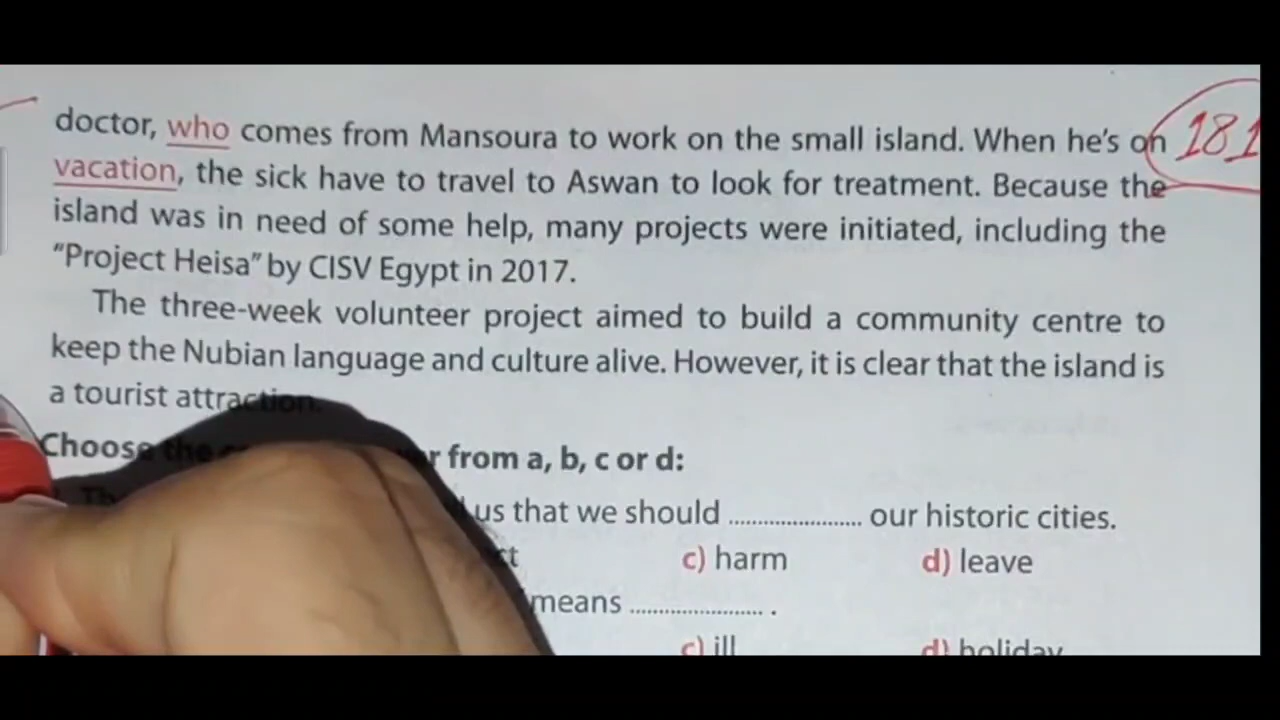 doctor, who comes from Mansoura to work on the small island. When he's on
vacation, the sick have to travel to Aswan to look for treatment. Because the
island was in need of some help, many projects were initiated, including the
“Project Heisa” by CISV Egypt in 2017.
The three-week volunteer project aimed to build a community centre to
keep the Nubian language and culture alive. However, it is clear that the island is
a tourist attraction.
Choose the from a, b, c or d:
us that we should ...................... our historic cities.
c) harm d) leave
means ...................... .
c) ill d) holiday
181